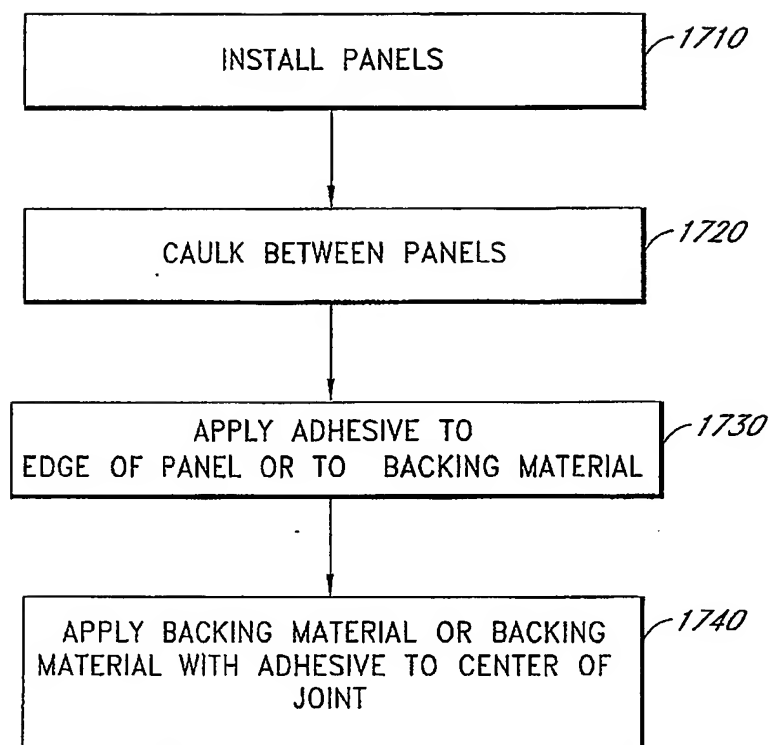 INSTALL PANELS
1710
CAULK BETWEEN PANELS
1720
APPLY ADHESIVE TO
EDGE OF PANEL OR TO BACKING MATERIAL
1730
APPLY BACKING MATERIAL OR BACKING
MATERIAL WITH ADHESIVE TO CENTER OF
JOINT
1740